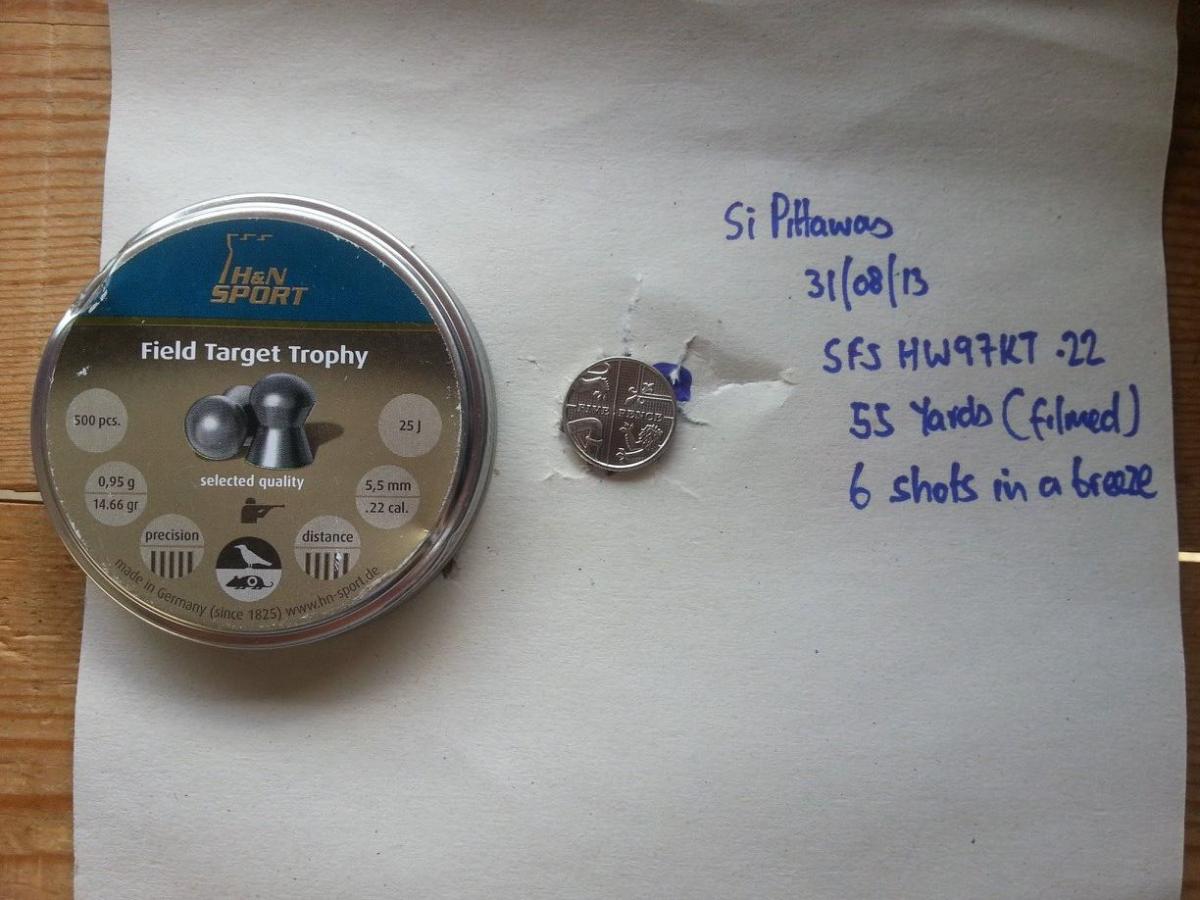 H&N
SPORT
Field Target Trophy
500 pcs.
25 J
selected quality
0,95 g
14.66 gr
5,5 mm
.22 cal.
precision
distance
made in Germany (since 1825) www.hn-sport.de
FIVE PENCE
Si Pittaway
31/08/13
SFS HW97KT .22
55 Yards (filmed)
6 shots in a breeze